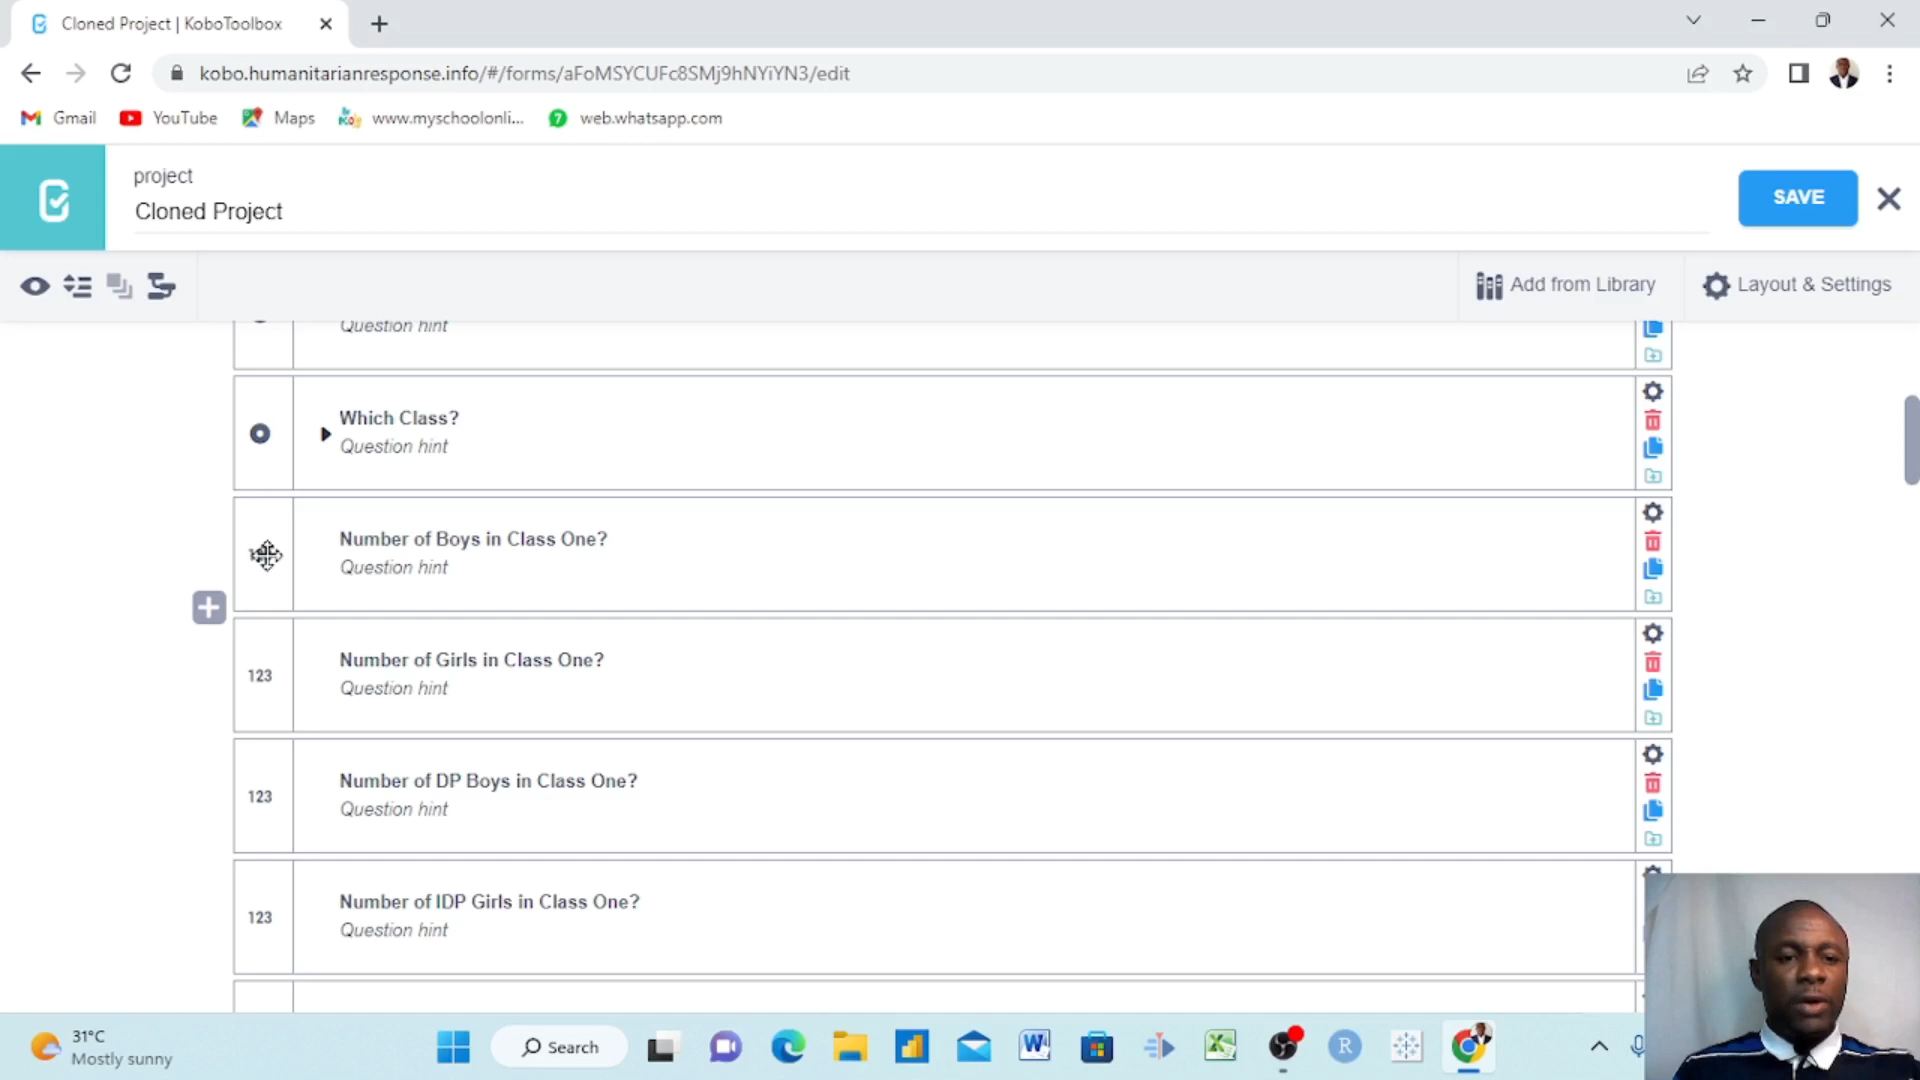 Cloned Project | KoboToolbox
kobo.humanitarianresponse.info/#/forms/aFoMSYCUFc8SMj9hNYiYN3/edit
Gmail
YouTube
Maps
www.myschoolonli...
web.whatsapp.com
project
Cloned Project
SAVE
Add from Library
Layout & Settings
Question hint
Which Class?
Question hint
Number of Boys in Class One?
Question hint
123
Number of Girls in Class One?
Question hint
123
Number of DP Boys in Class One?
Question hint
123
Number of IDP Girls in Class One?
Question hint
31°C
Mostly sunny
Search